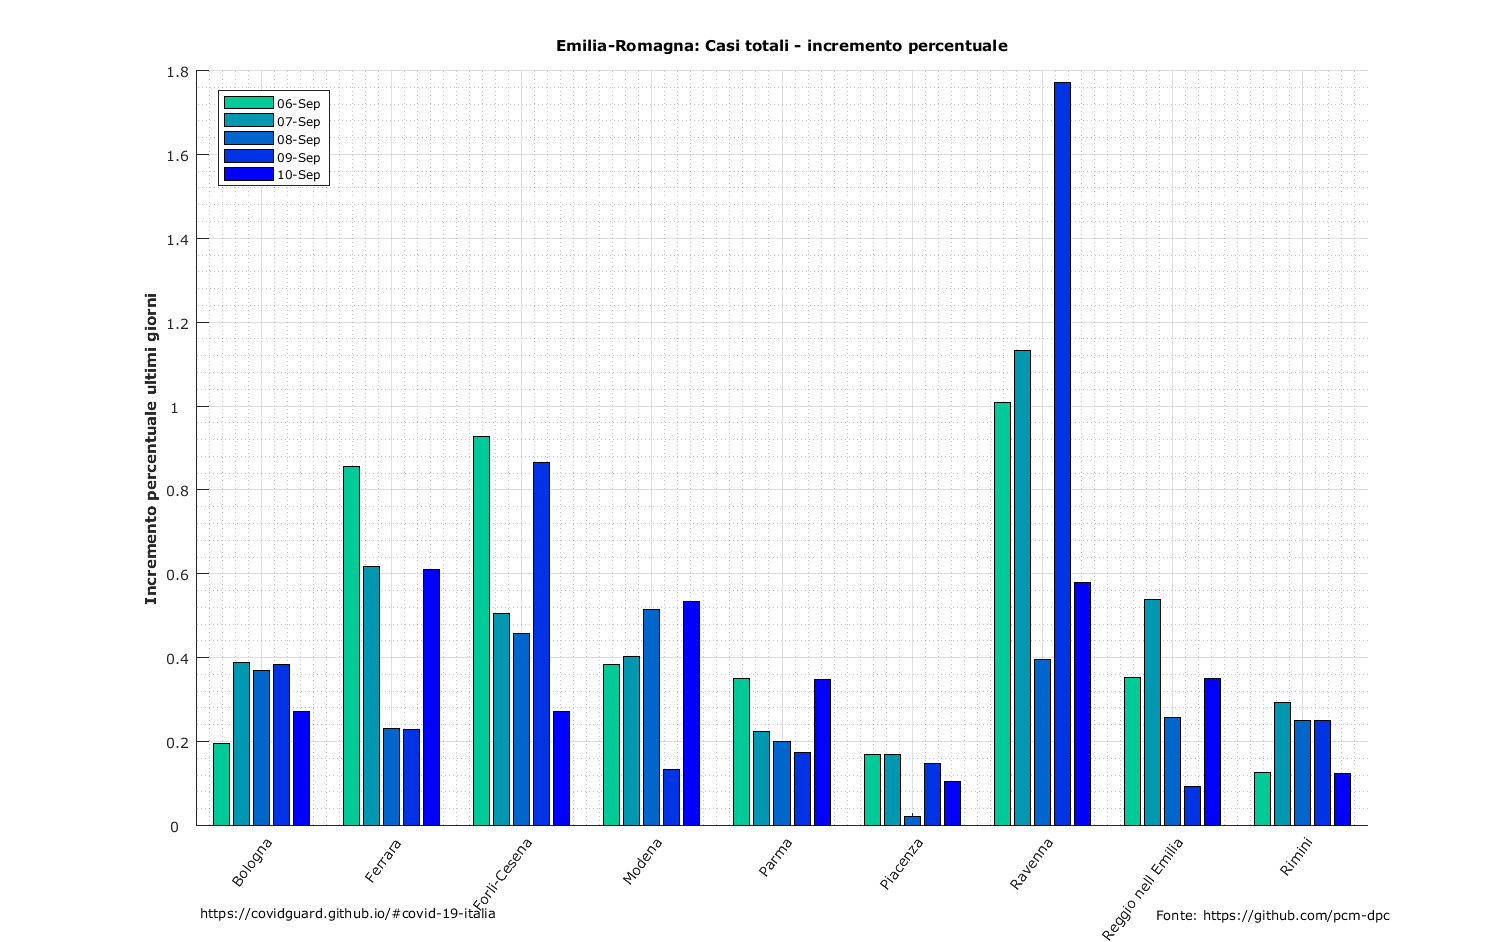 Emilia-Romagna: Casi totali - incremento percentuale
1.8
1.6
1.4
1.2
1
0.8
0.6
0.4
0.2
0
Incremento percentuale ultimi giorni
06-Sep
07-Sep
08-Sep
09-Sep
10-Sep
Bologna
Ferrara
Forlì-Cesena
Modena
Parma
Piacenza
Ravenna
Reggio nell Emilia
Rimini
https://covidguard.github.io/#covid-19-italia
Fonte: https://github.com/pcm-dpc